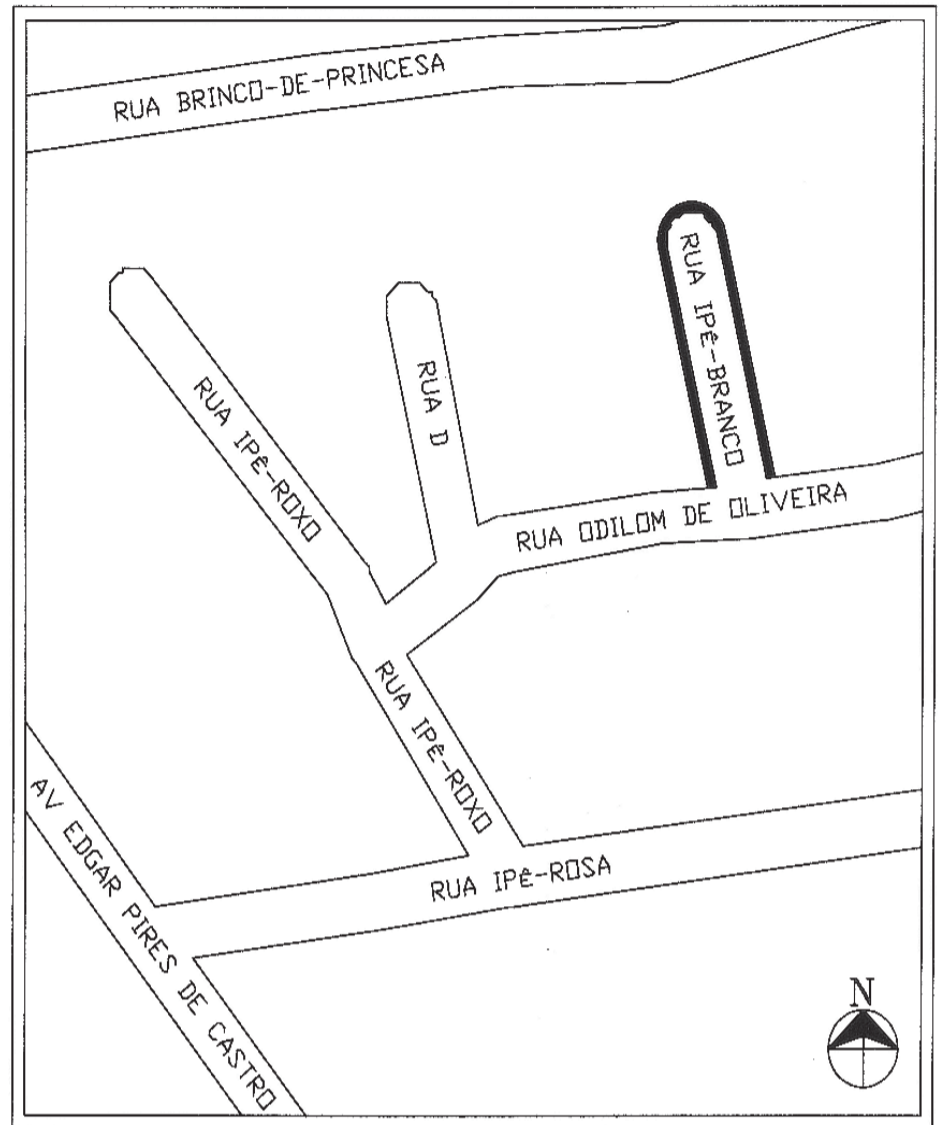 RUA BRINCO-DE-PRINCESA
RUA IPÊ-BRANCO
RUA D
RUA IPÊ-ROXO
RUA ODILOM DE OLIVEIRA
RUA IPÊ-ROXO
AV EDGAR PIRES DE CASTRO
RUA IPÊ-ROSA
N